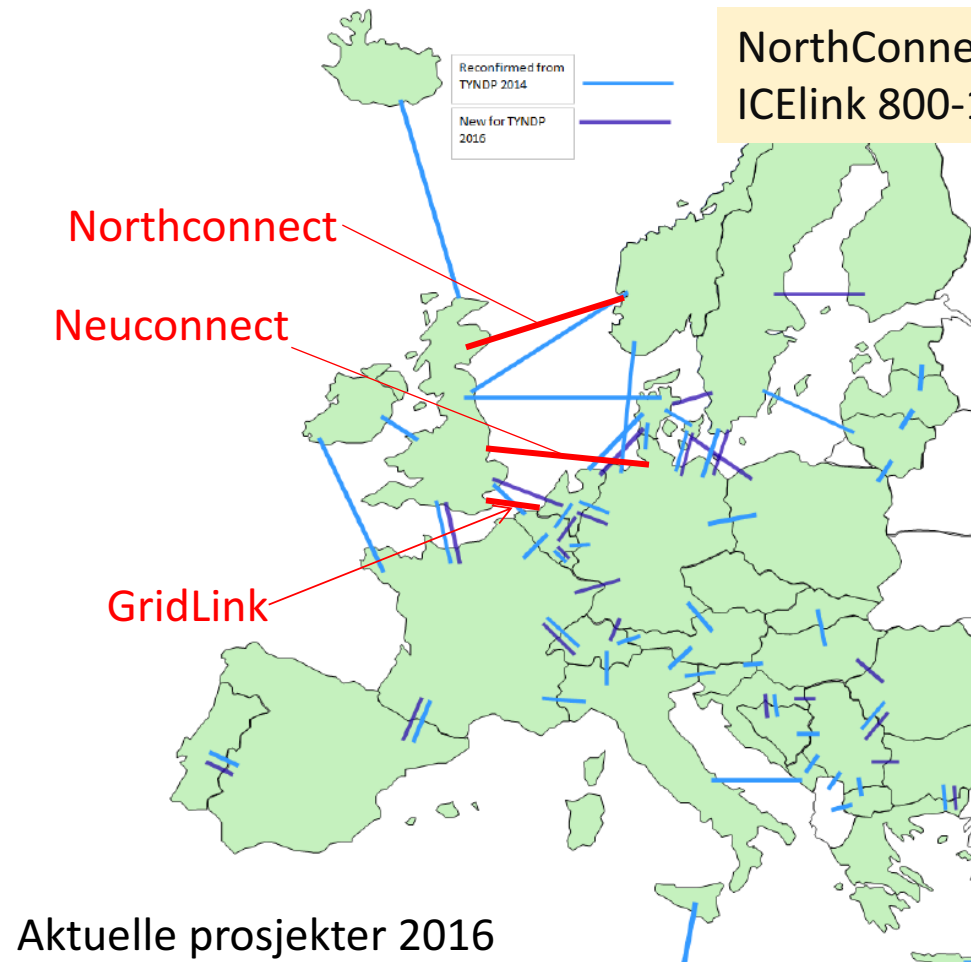 NorthConne
ICElink 800-
Reconfirmed from
TYNDP 2014
New for TYNDP
2016
Northconnect
Neuconnect
GridLink
Aktuelle prosjekter 2016